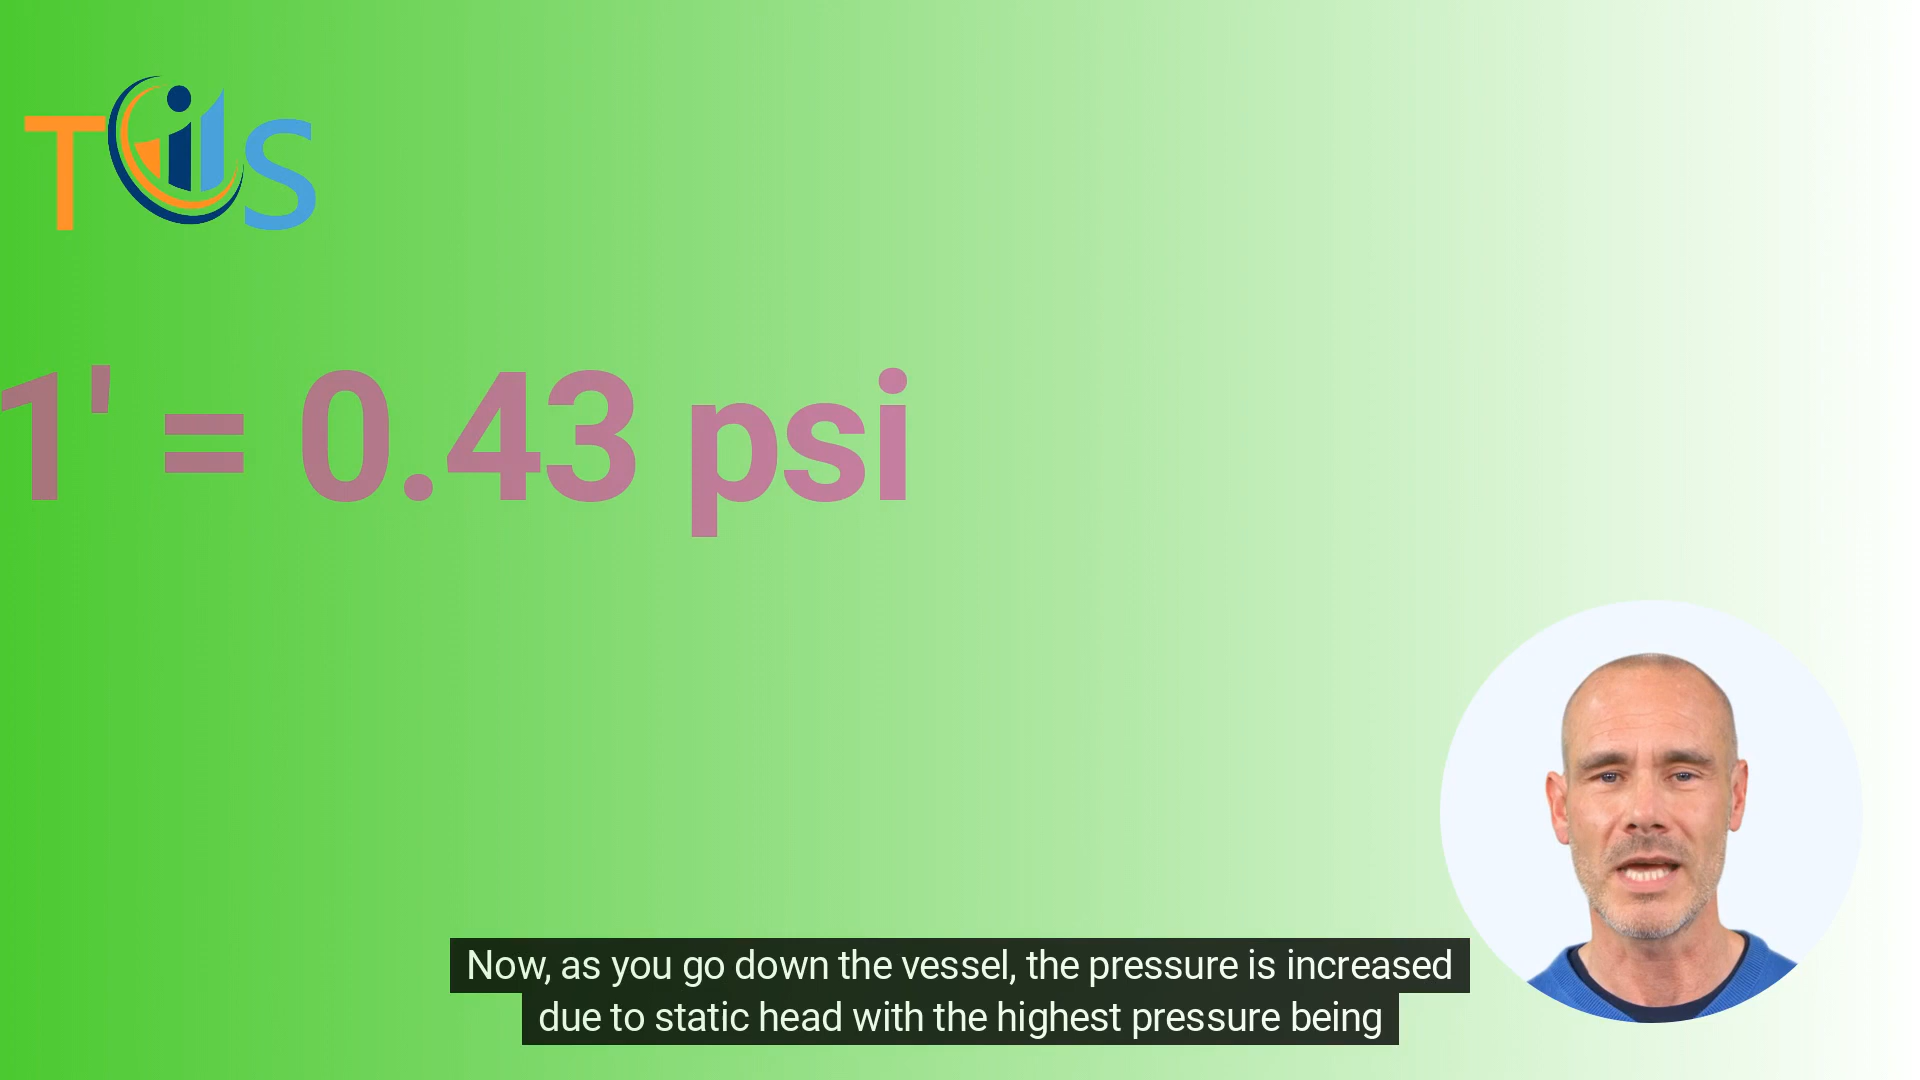 TCiIS
1' = 0.43 psi
Now, as you go down the vessel, the pressure is increased
due to static head with the highest pressure being